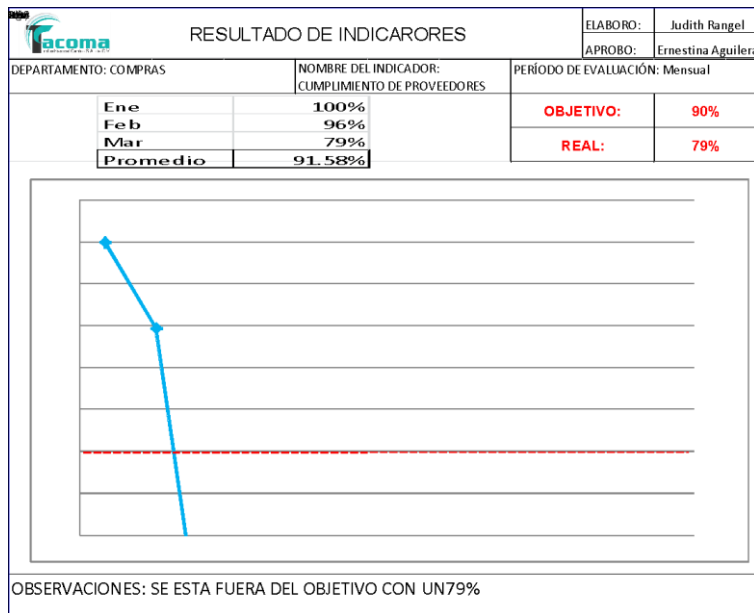 Tacoma
RESULTADO DE INDICARORES
ELABORO: Judith Rangel
APROBO: Ernestina Aguilera
DEPARTAMENTO: COMPRAS
NOMBRE DEL INDICADOR:
CUMPLIMIENTO DE PROVEEDORES
PERÍODO DE EVALUACIÓN: Mensual
Ene 100%
Feb 96%
Mar 79%
Promedio 91.58%
OBJETIVO: 90%
REAL: 79%
OBSERVACIONES: SE ESTA FUERA DEL OBJETIVO CON UN79%